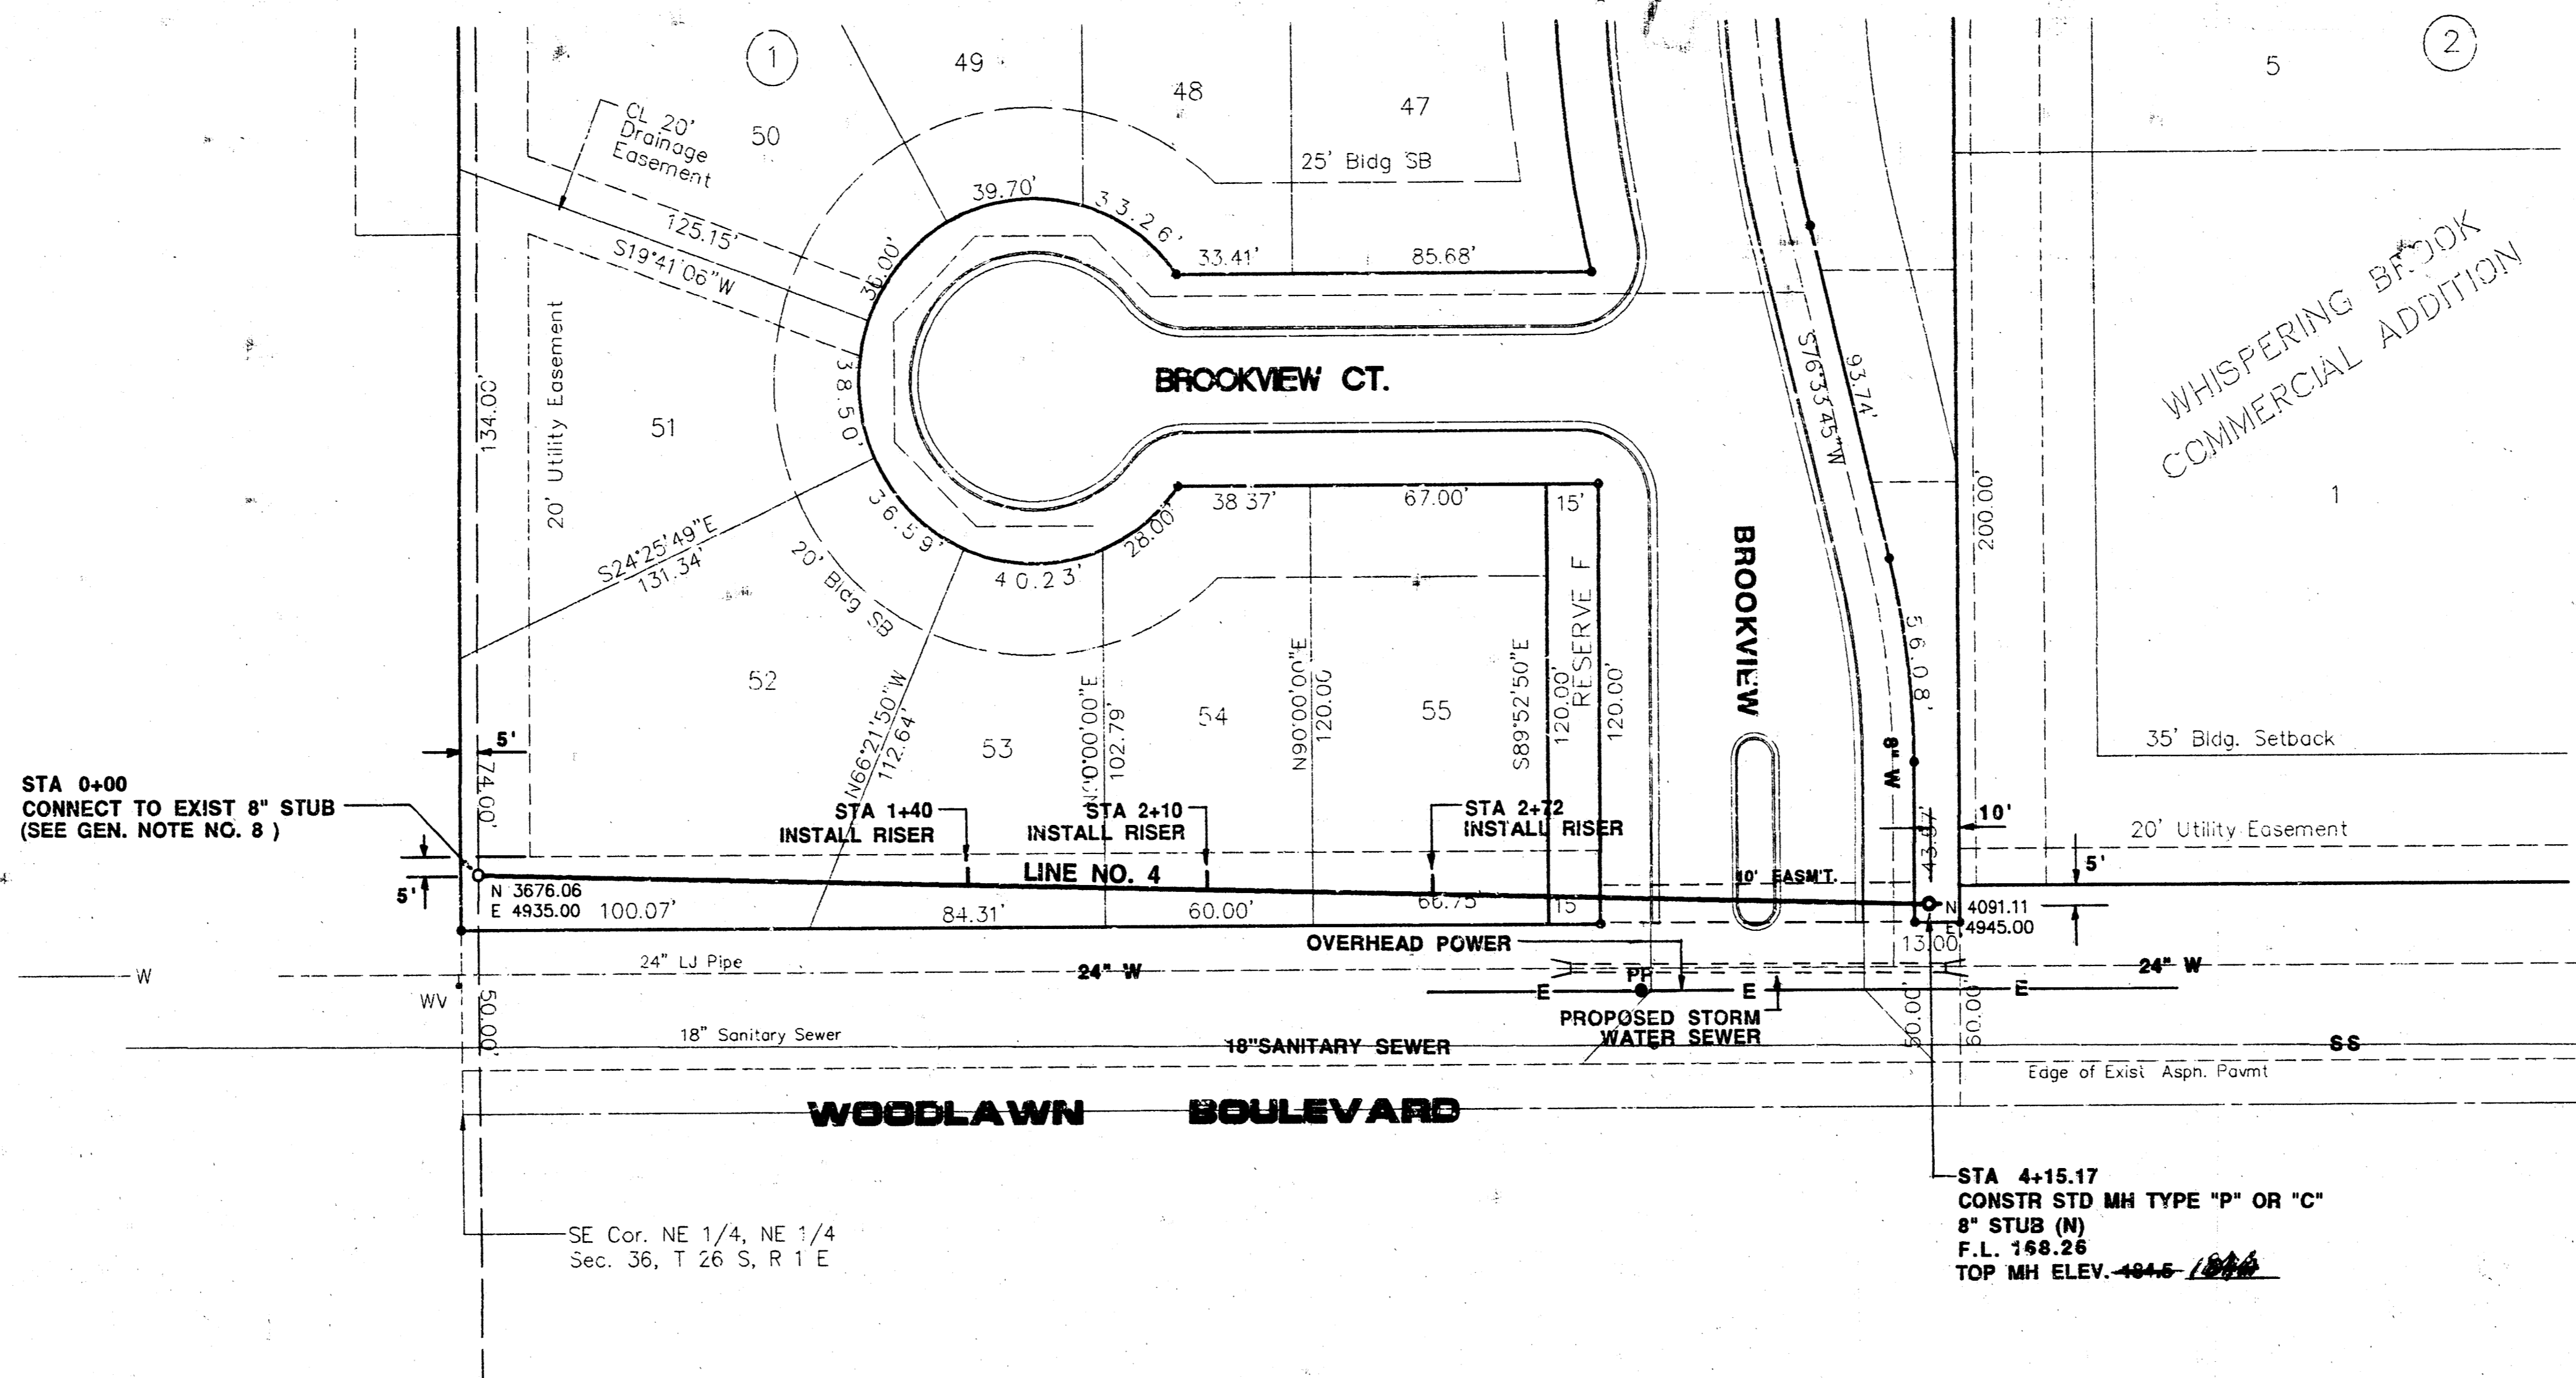 1
49
48
47
5
2
CL 20'
Drainage
Easement
50
25' Bldg SB
39.70'
33.26'
125.15'
S19°41'06"W
36.00'
33.41'
85.68'
WHISPERING BROOK
COMMERCIAL ADDITION
134.00'
20' Utility Easement
51
38.50'
BROOKVIEW CT.
S76°33'45"W
93.74'
200.00'
1
S24°25'49"E
131.34'
36.59'
40.23'
28.00'
38 37'
67.00'
15'
20' Bldg SB
RESERVE F
BROOKVIEW
56.08'
52
N66°21'50"W
112.64'
53
102.79'
54
N90°00'00"E
120.00
55
S89°52'50"E
120.00'
120.00'
8" W
35' Bldg. Setback
5'
74.00'
STA 0+00
CONNECT TO EXIST 8" STUB
(SEE GEN. NOTE NO. 8 )
STA 1+40
INSTALL RISER
STA 2+10
INSTALL RISER
STA 2+72
INSTALL RISER
10'
20' Utility Easement
5'
5'
LINE NO. 4
10' EASM'T.
N 3676.06
E 4935.00
100.07'
84.31'
60.00'
66.75'
15'
N 4091.11
E 4945.00
13.00
OVERHEAD POWER
W
24" LJ Pipe
24" W
24" W
WV
PP
E
E
E
50.00'
60.00'
60.00'
PROPOSED STORM
WATER SEWER
18" Sanitary Sewer
18"SANITARY SEWER
SS
Edge of Exist Asph. Pavmt
WOODLAWN BOULEVARD
STA 4+15.17
CONSTR STD MH TYPE "P" OR "C"
8" STUB (N)
F.L. 168.26
TOP MH ELEV. 184.5
SE Cor. NE 1/4, NE 1/4
Sec. 36, T 26 S, R 1 E